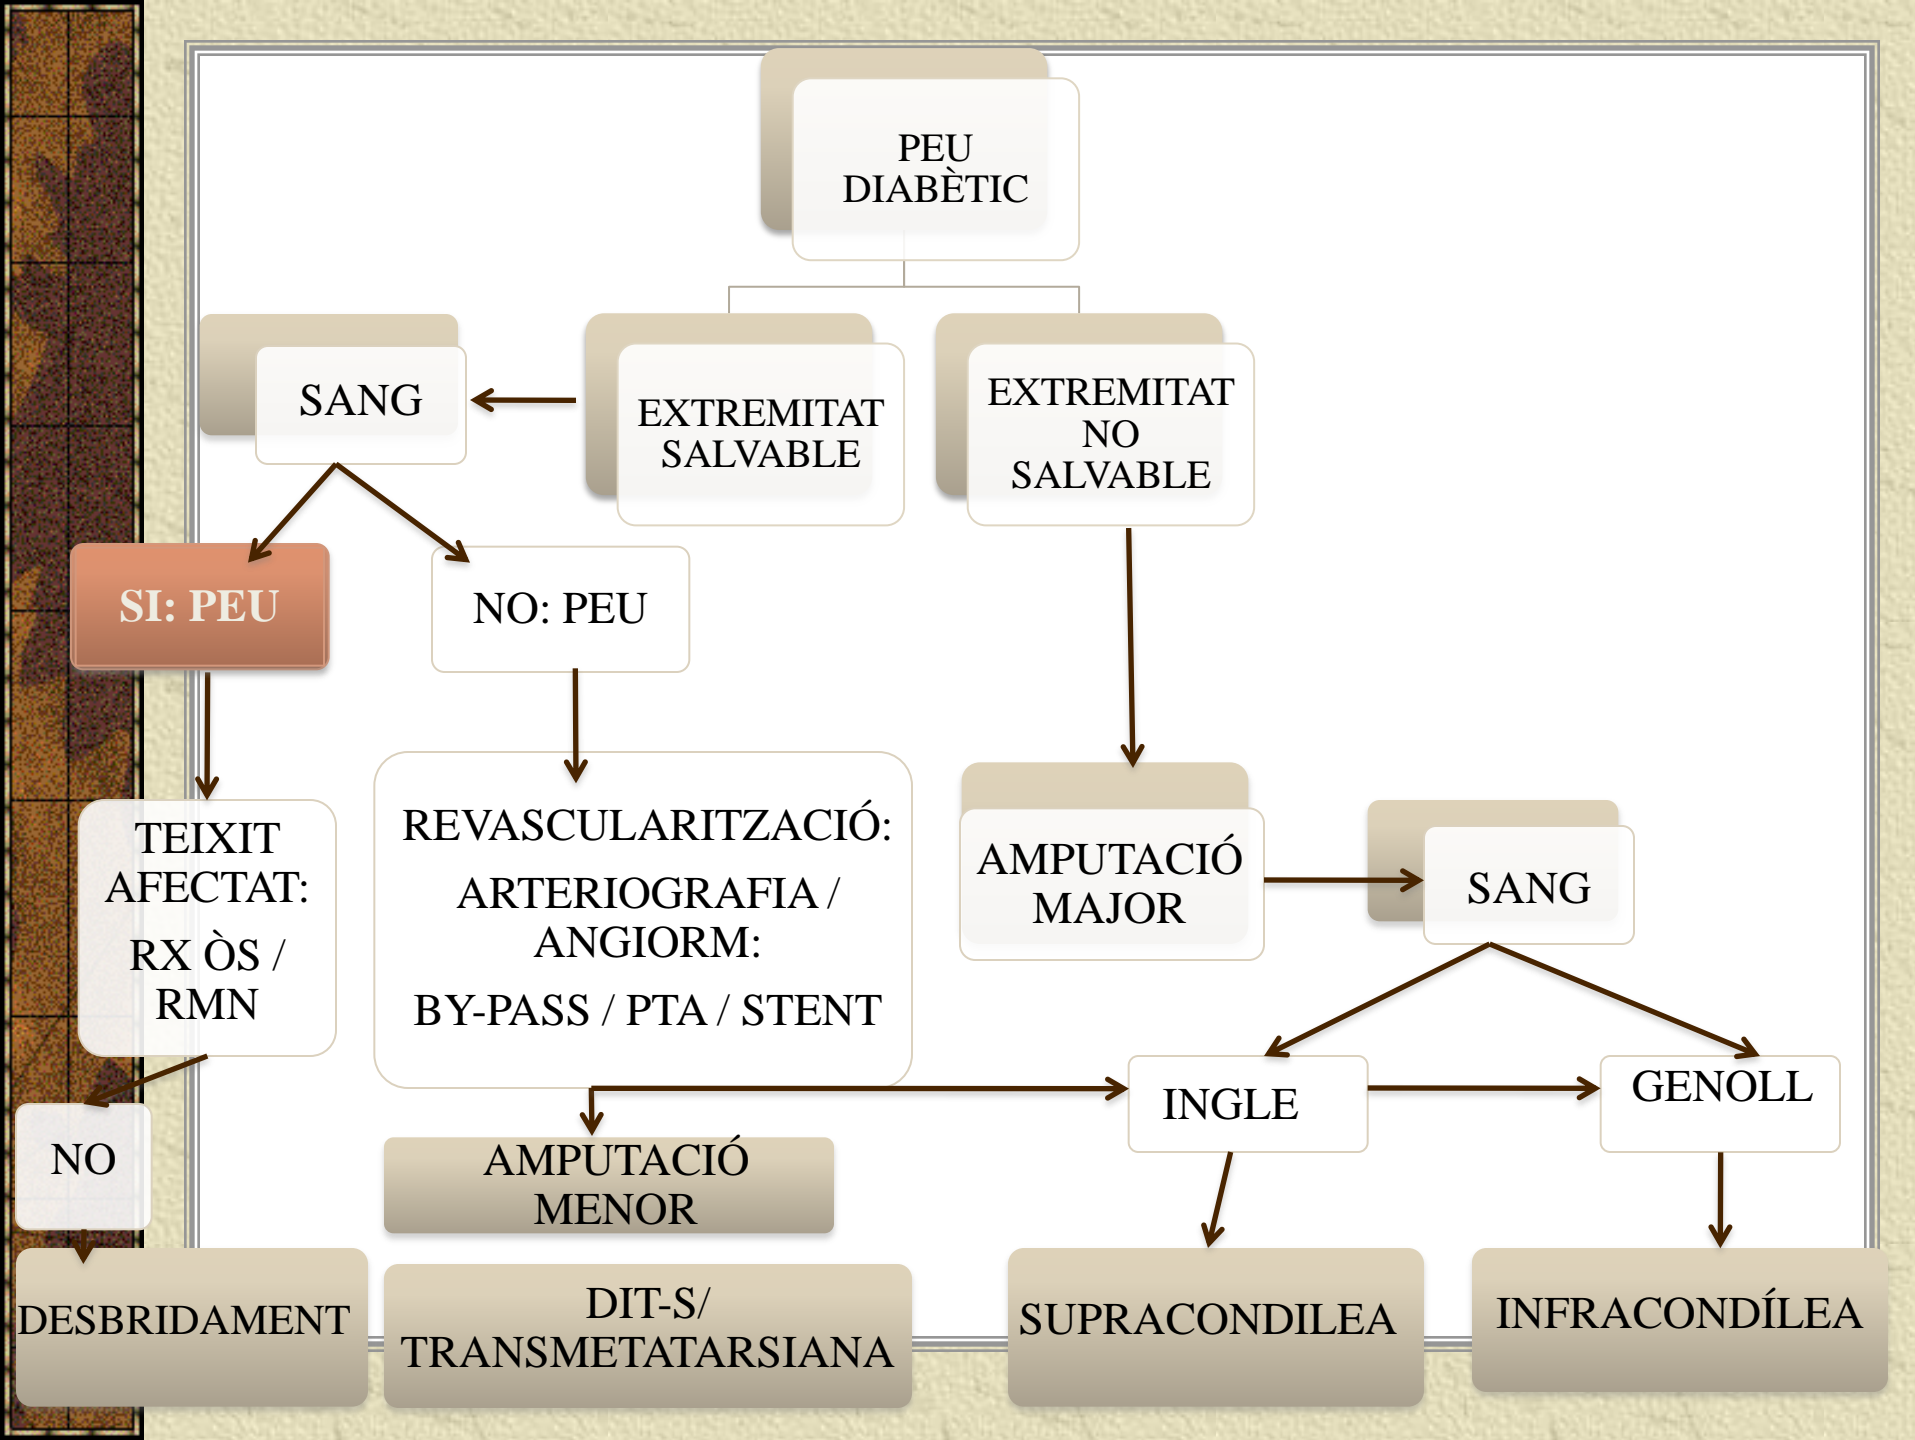 PEU
DIABÈTIC
SANG
EXTREMITAT
SALVABLE
EXTREMITAT
NO
SALVABLE
SI: PEU
NO: PEU
TEIXIT
AFECTAT:
RX ÒS /
RMN
REVASCULARITZACIÓ:
ARTERIOGRAFIA /
ANGIORM:
BY-PASS / PTA / STENT
AMPUTACIÓ
MAJOR
SANG
INGLE
GENOLL
NO
AMPUTACIÓ
MENOR
DESBRIDAMENT
DIT-S/
TRANSMETATARSIANA
SUPRACONDILEA
INFRACONDÍLEA